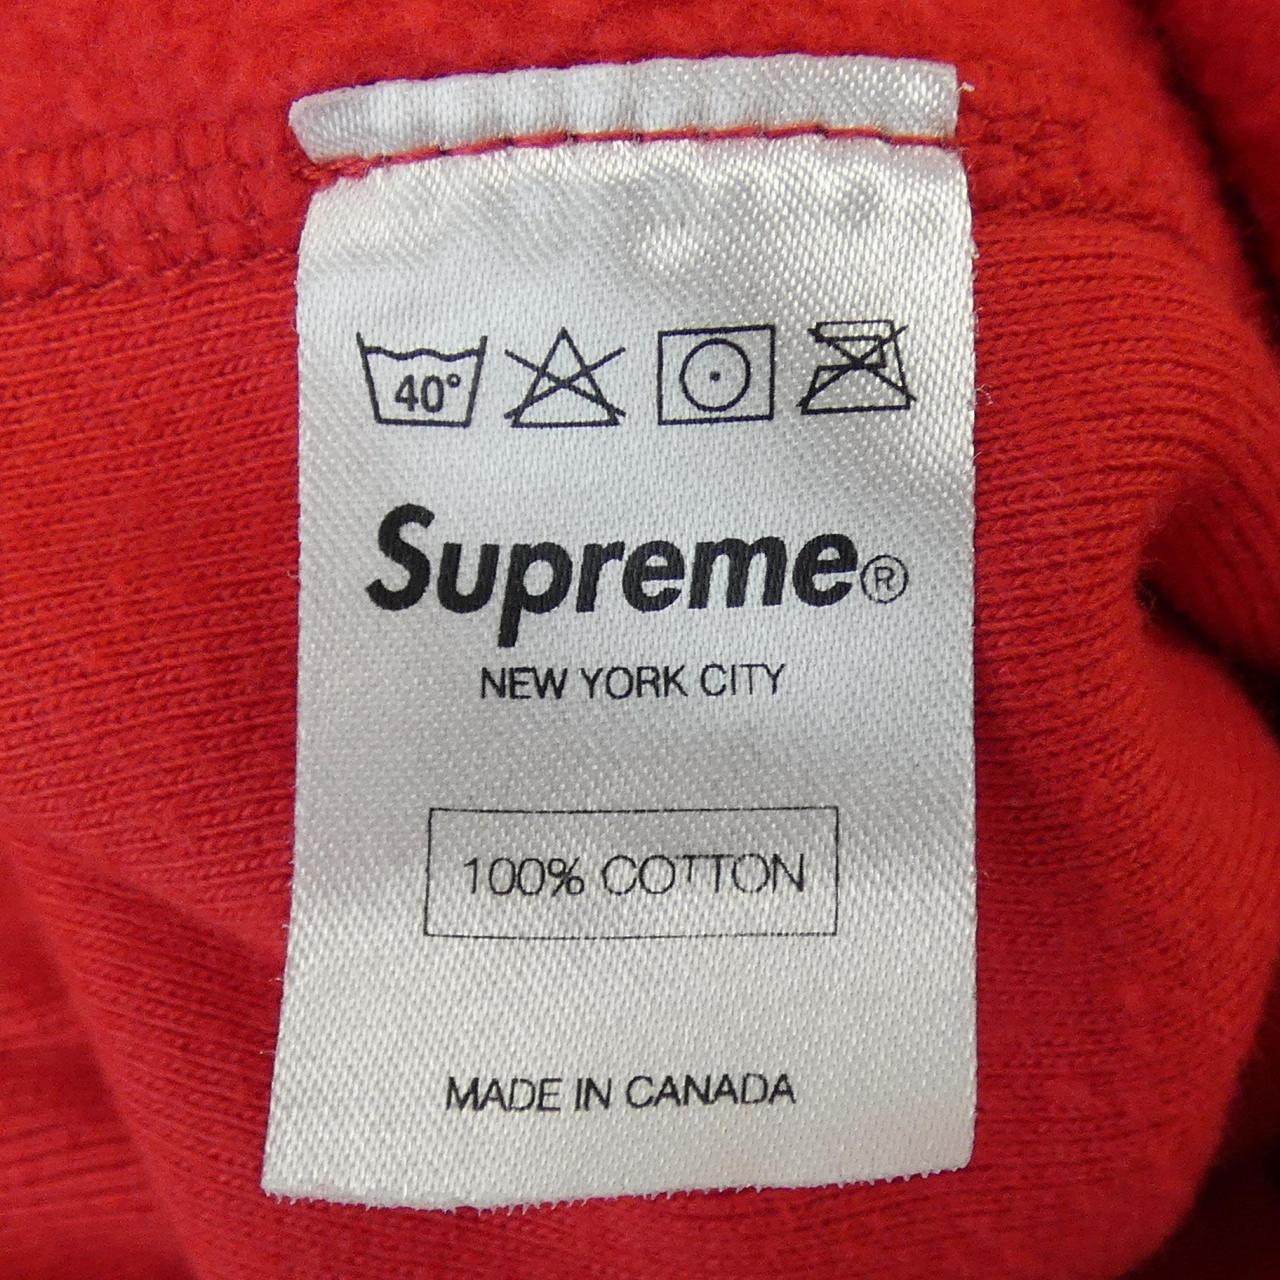 40°
Supreme®
NEW YORK CITY
100% COTTON
MADE IN CANADA